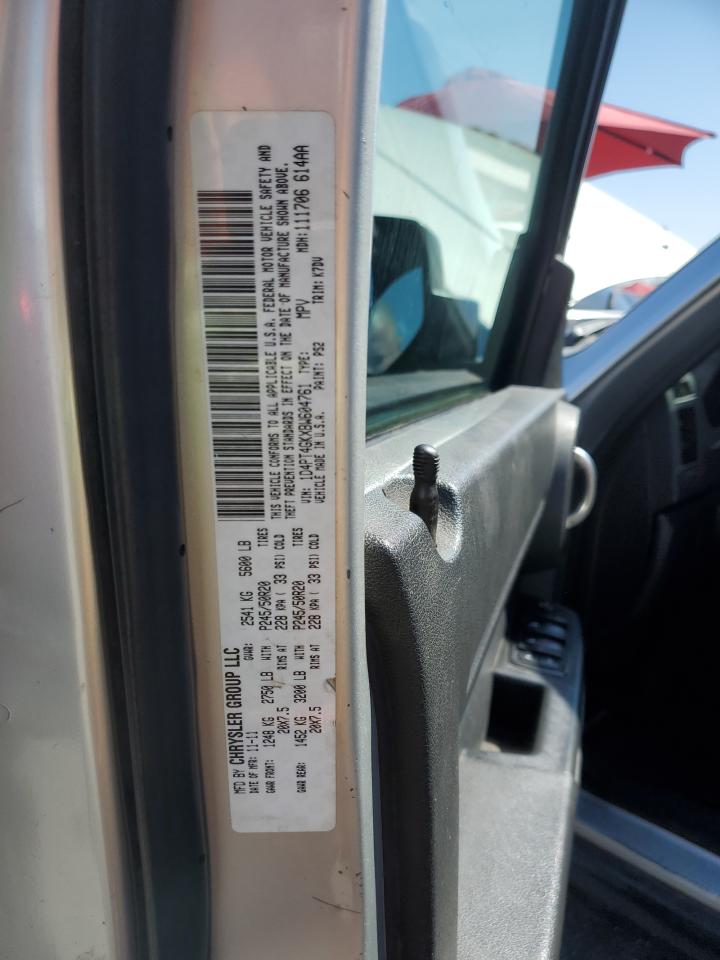 MFD BY CHRYSLER GROUP LLC
DATE OF MFR: 11-11 GVWR: 2541 KG 5600 LB
GAWR FRONT: 1248 KG 2750 LB WITH P245/50R20 TIRES
20X7.5 RIMS AT 228 KPA ( 33 PSI) COLD
GAWR REAR: 1452 KG 3200 LB WITH P245/50R20 TIRES
20X7.5 RIMS AT 228 KPA ( 33 PSI) COLD
THIS VEHICLE CONFORMS TO ALL APPLICABLE U.S.A. FEDERAL MOTOR VEHICLE SAFETY AND
THEFT PREVENTION STANDARDS IN EFFECT ON THE DATE OF MANUFACTURE SHOWN ABOVE.
VIN: 1D4PT4GKXBW604761 TYPE: MPV MDH: 111706 614AA
VEHICLE MADE IN U.S.A. PAINT: PS2 TRIM: K7DV